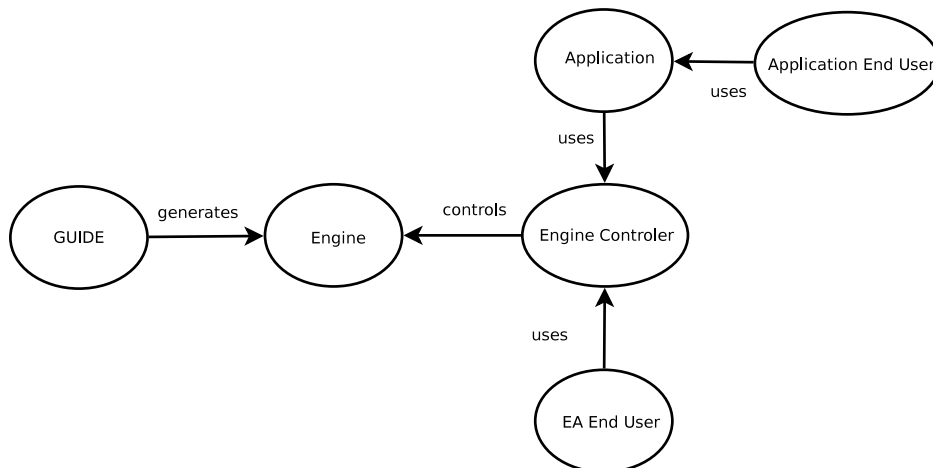 Application
Application End User
uses
uses
generates
controls
GUIDE
Engine
Engine Controler
uses
EA End User